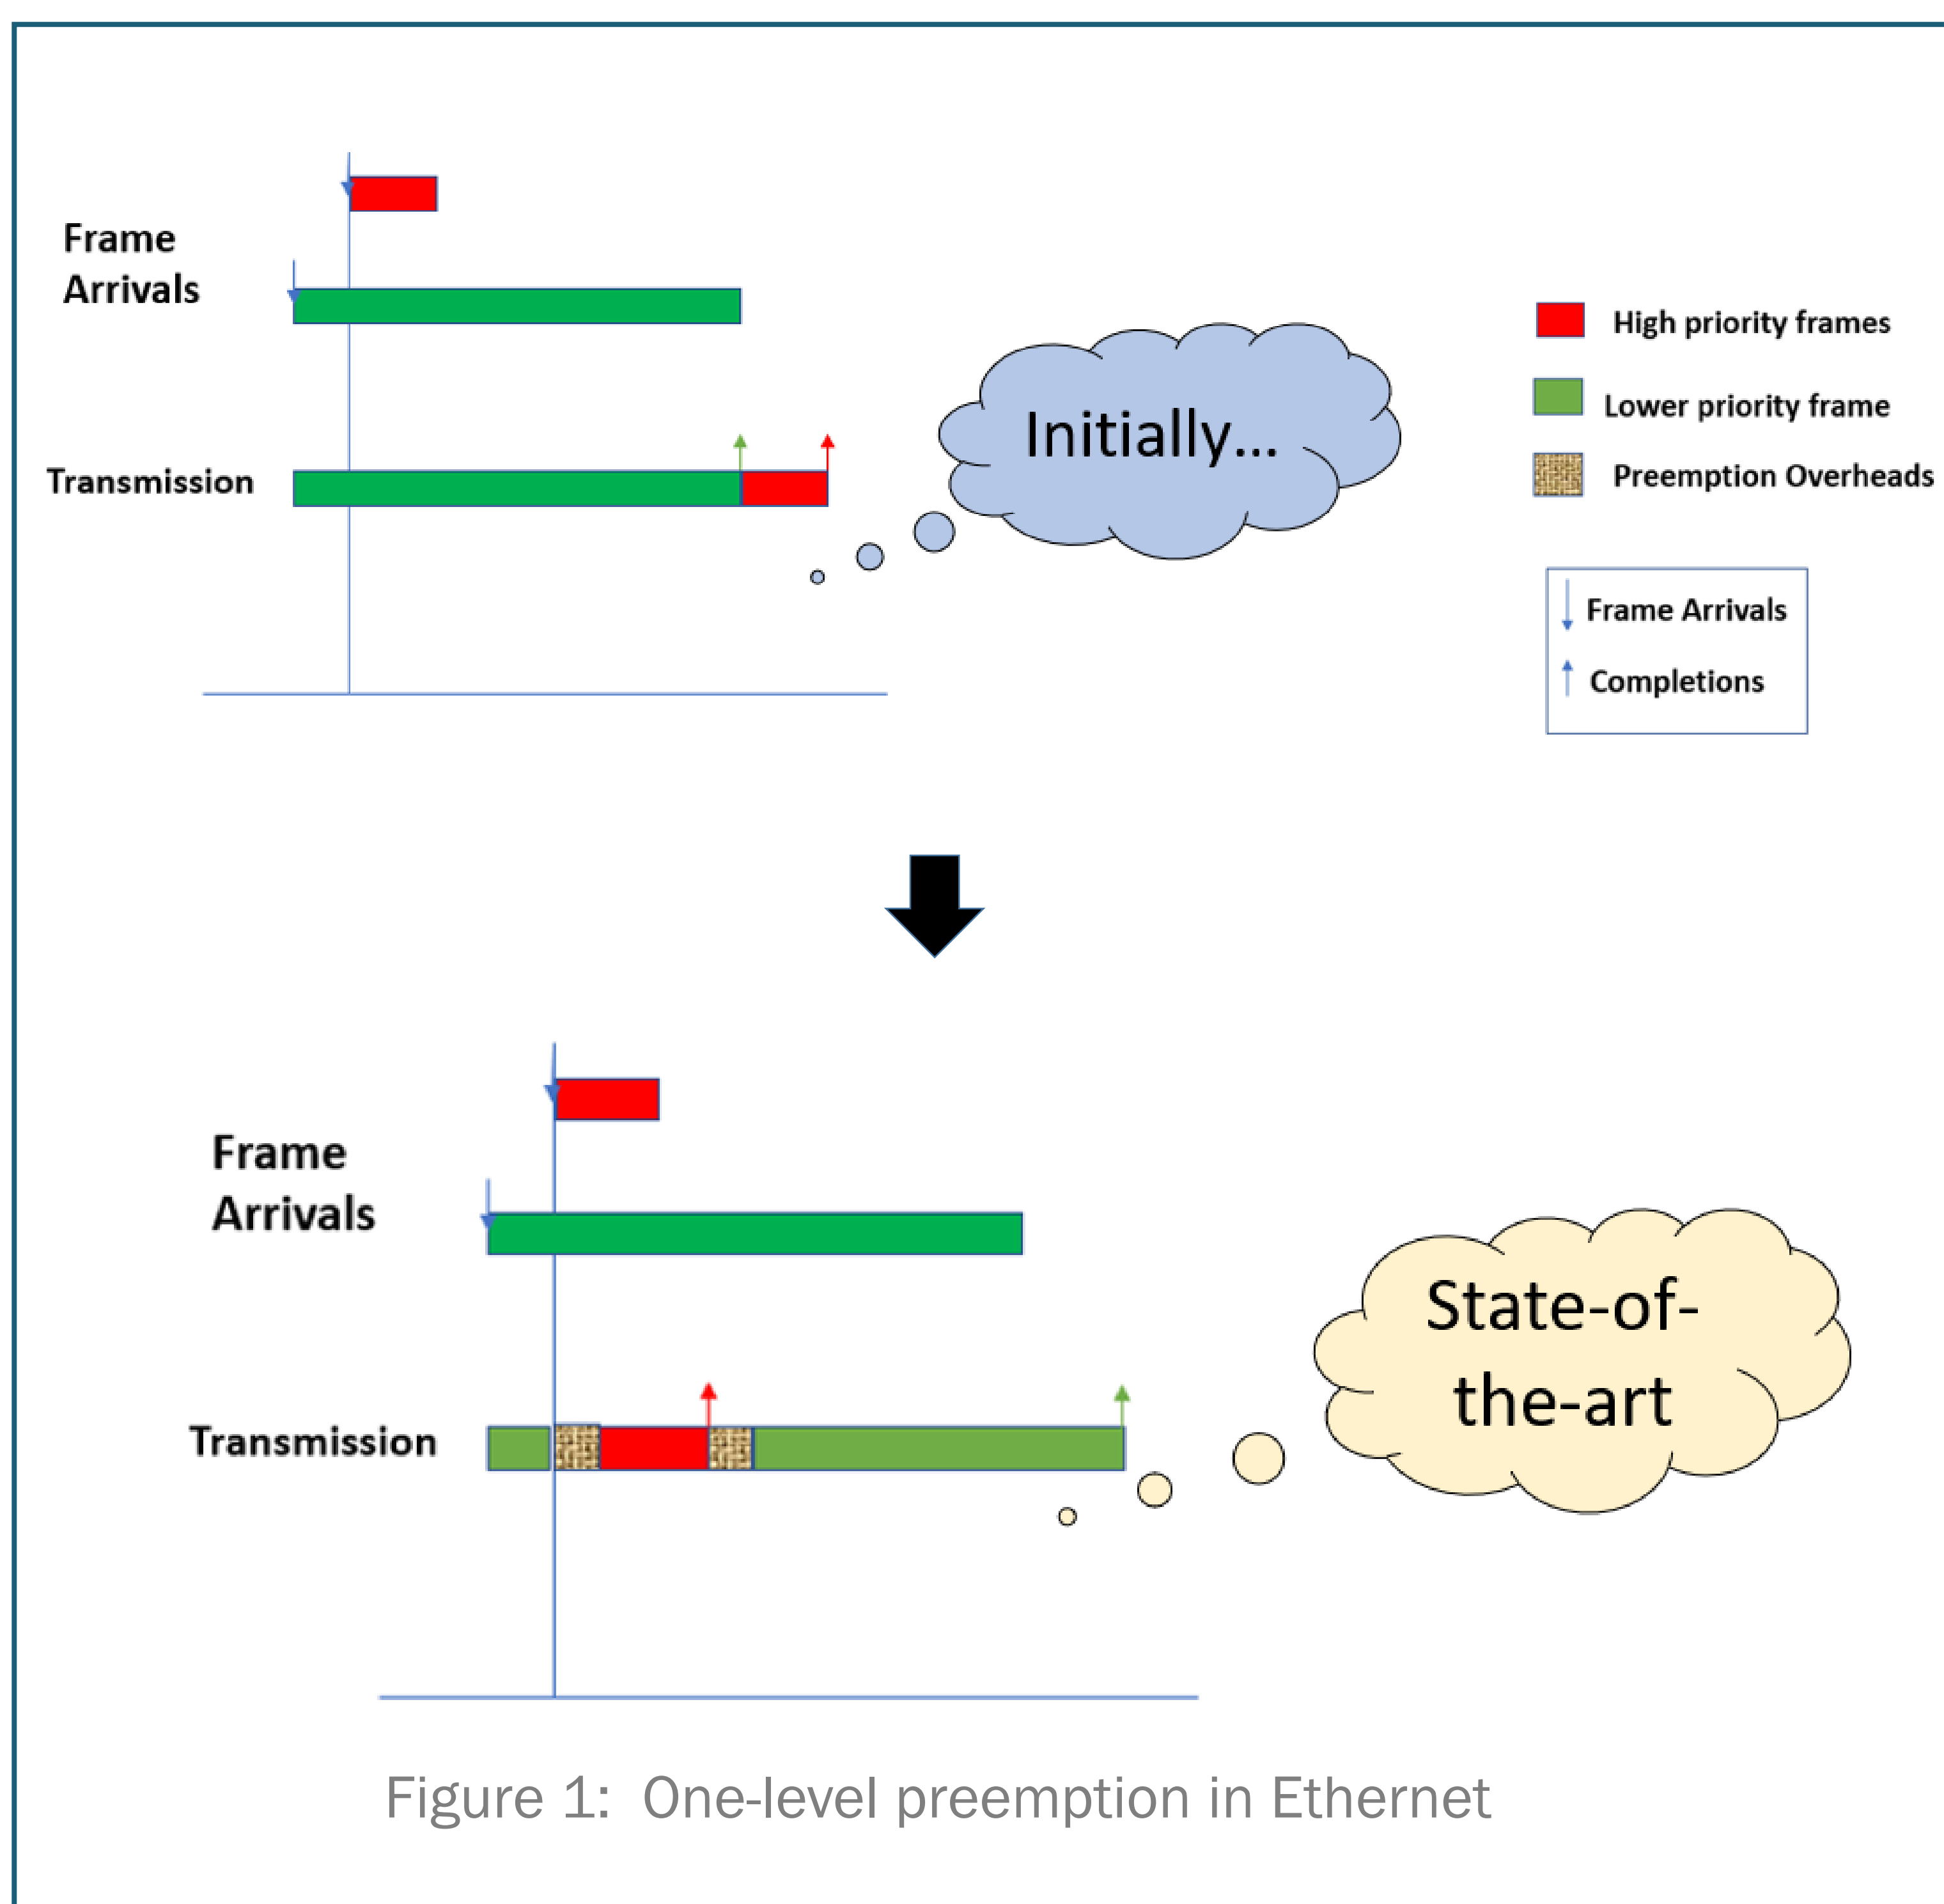 Frame
Arrivals
Transmission
Initially...
High priority frames
Lower priority frame
Preemption Overheads
Frame Arrivals
Completions
Frame
Arrivals
Transmission
State-of-
the-art
Figure 1: One-level preemption in Ethernet